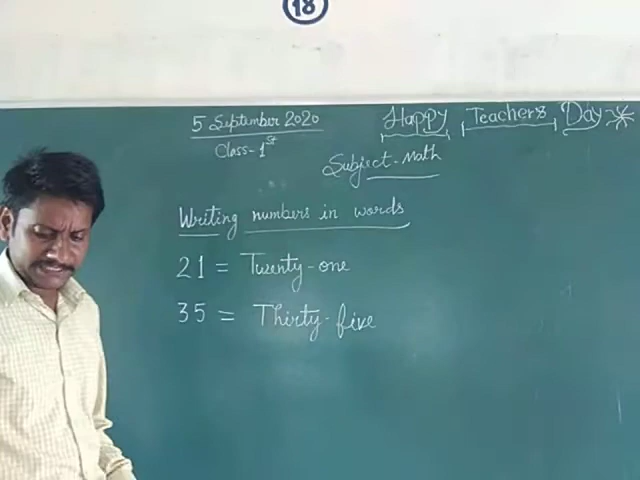 18
5 September 2020
Happy Teachers Day
Class-1st
Subject-Math
Writing numbers in words
21 = Twenty-one
35 = Thirty-five